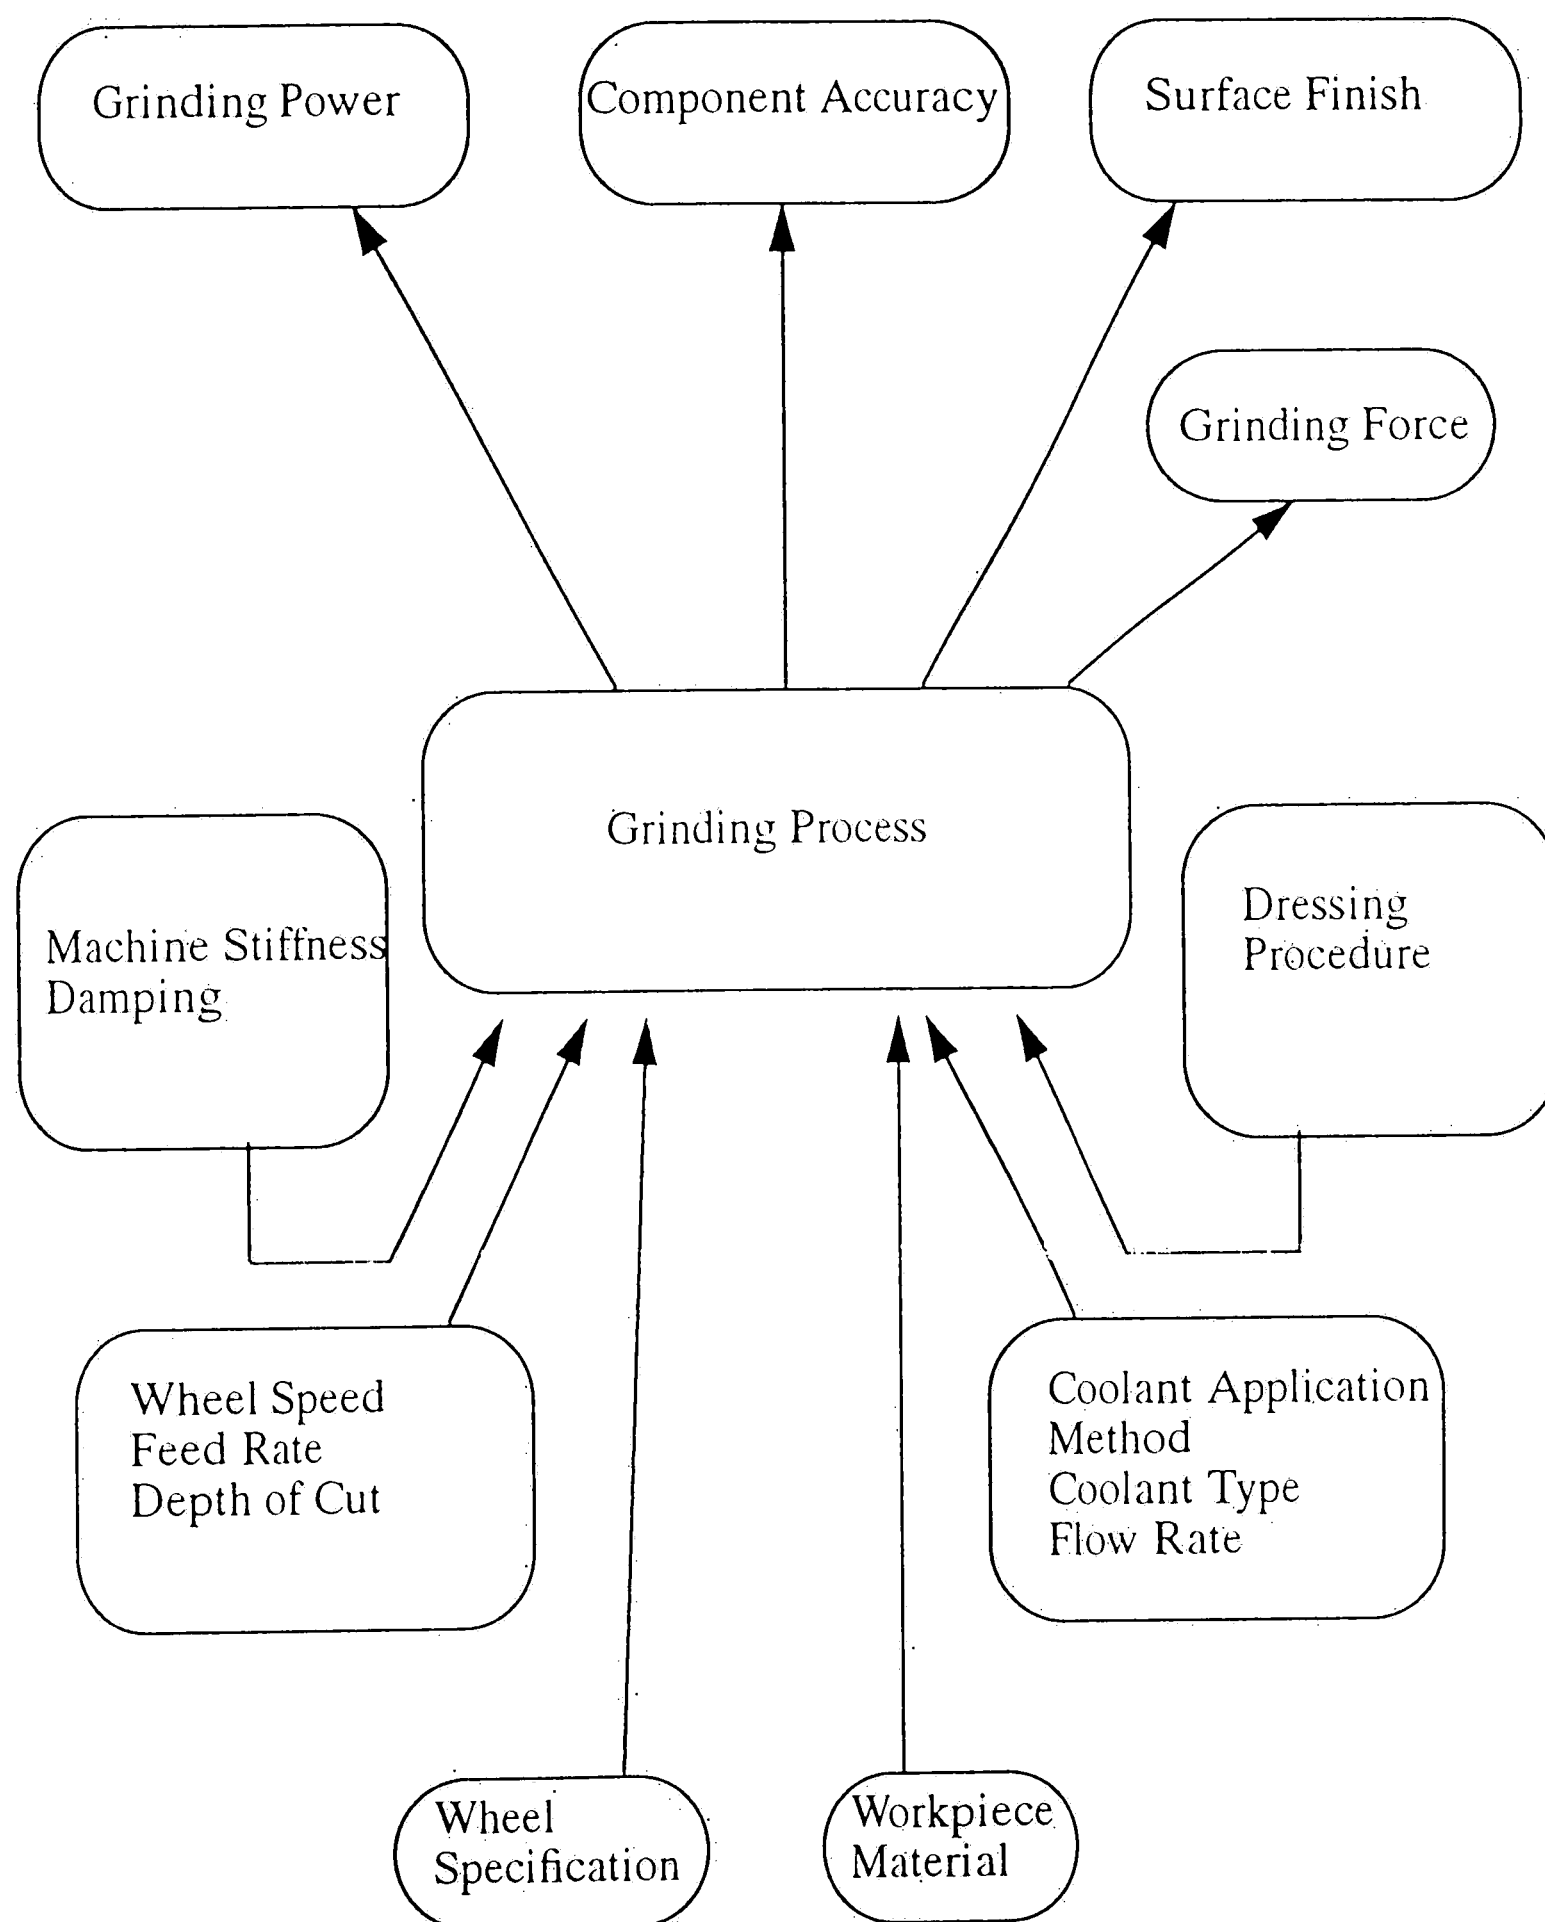 Grinding Power
Component Accuracy
Surface Finish
Grinding Force
Grinding Process
Machine Stiffness
Damping
Dressing
Procedure
Wheel Speed
Feed Rate
Depth of Cut
Coolant Application
Method
Coolant Type
Flow Rate
Wheel
Specification
Workpiece
Material